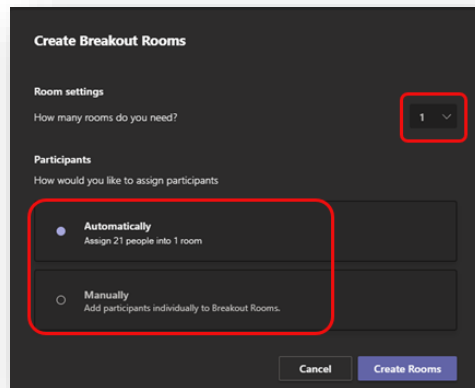 Create Breakout Rooms
Room settings
How many rooms do you need?
1
Participants
How would you like to assign participants
Automatically
Assign 21 people into 1 room
Manually
Add participants individually to Breakout Rooms.
Cancel
Create Rooms